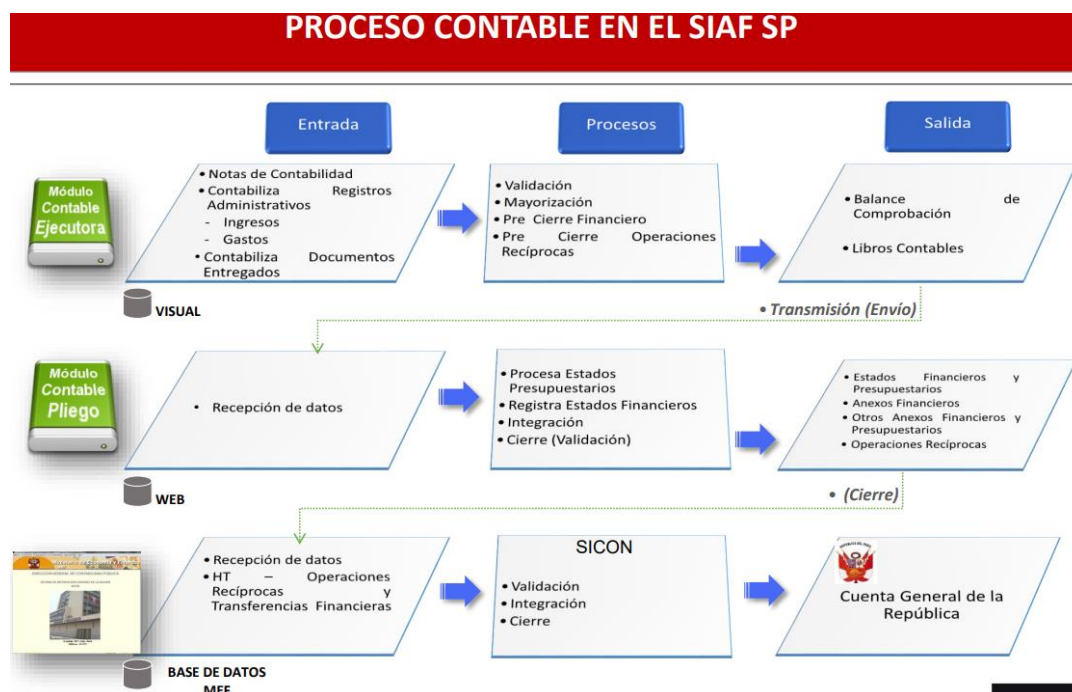 PROCESO CONTABLE EN EL SIAF SP
Entrada
Procesos
Salida
Módulo
Contable
Ejecutora
• Notas de Contabilidad
• Contabiliza Registros
Administrativos
- Ingresos
- Gastos
• Contabiliza Documentos
Entregados
• Validación
• Mayorización
• Pre Cierre Financiero
• Pre Cierre Operaciones
Recíprocas
• Balance de
Comprobación
• Libros Contables
VISUAL
• Transmisión (Envío)
Módulo
Contable
Pliego
• Recepción de datos
• Procesa Estados
Presupuestarios
• Registra Estados Financieros
• Integración
• Cierre (Validación)
• Estados Financieros y
Presupuestarios
• Anexos Financieros
• Otros Anexos Financieros y
Presupuestarios
• Operaciones Recíprocas
WEB
• (Cierre)
• Recepción de datos
• HT – Operaciones
Recíprocas y
Transferencias Financieras
SICON
• Validación
• Integración
• Cierre
Cuenta General de la
República
BASE DE DATOS
MEF